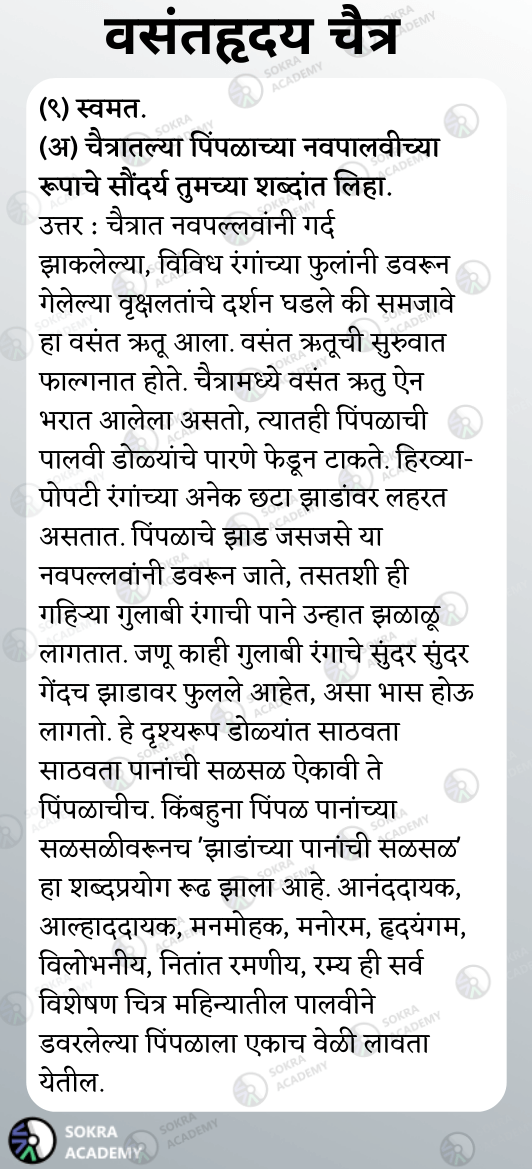 वसंतहृदय चैत्र
(९) स्वमत.
(अ) चैत्रातल्या पिंपळाच्या नवपालवीच्या
रूपाचे सौंदर्य तुमच्या शब्दांत लिहा.
उत्तर : चैत्रात नवपल्लवांनी गर्द
झाकलेल्या, विविध रंगांच्या फुलांनी डवरून
गेलेल्या वृक्षलतांचे दर्शन घडले की समजावे
हा वसंत ऋतू आला. वसंत ऋतूची सुरुवात
फाल्गनात होते. चैत्रामध्ये वसंत ऋतु ऐन
भरात आलेला असतो, त्यातही पिंपळाची
पालवी डोळ्यांचे पारणे फेडून टाकते. हिरव्या-
पोपटी रंगांच्या अनेक छटा झाडांवर लहरत
असतात. पिंपळाचे झाड जसजसे या
नवपल्लवांनी डवरून जाते, तसतशी ही
गहिऱ्या गुलाबी रंगाची पाने उन्हात झळाळू
लागतात. जणू काही गुलाबी रंगाचे सुंदर सुंदर
गेंदच झाडावर फुलले आहेत, असा भास होऊ
लागतो. हे दृश्यरूप डोळ्यांत साठवता
साठवता पानांची सळसळ ऐकावी ते
पिंपळाचीच. किंबहुना पिंपळ पानांच्या
सळसळीवरूनच 'झाडांच्या पानांची सळसळ'
हा शब्दप्रयोग रूढ झाला आहे. आनंददायक,
आल्हाददायक, मनमोहक, मनोरम, हृदयंगम,
विलोभनीय, नितांत रमणीय, रम्य ही सर्व
विशेषण चित्र महिन्यातील पालवीने
डवरलेल्या पिंपळाला एकाच वेळी लावता
येतील.
SOKRA
ACADEMY